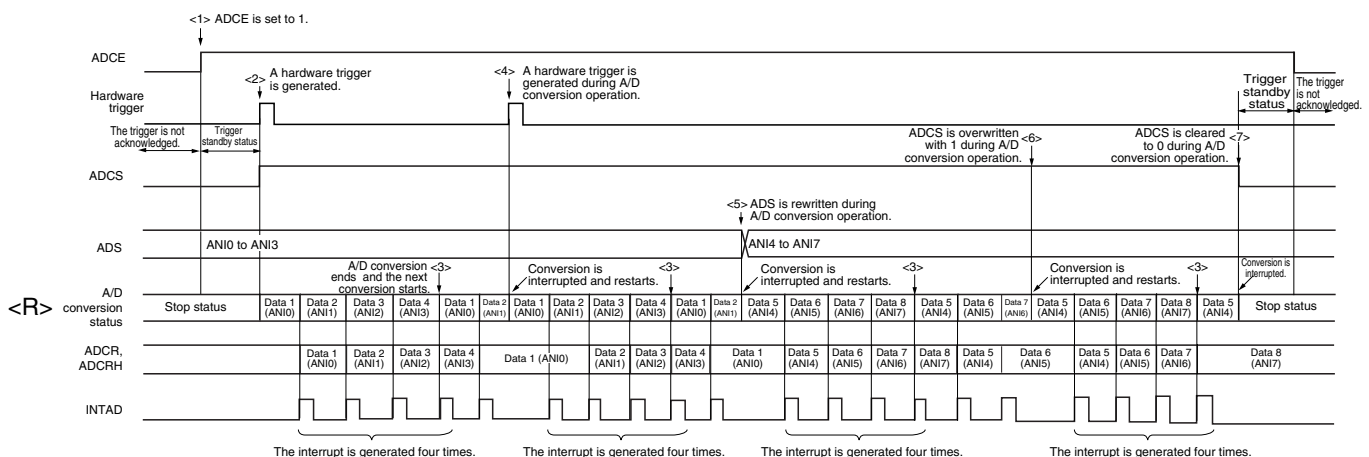 <1> ADCE is set to 1.
ADCE
<2> A hardware trigger
is generated.
<4> A hardware trigger is
generated during A/D
conversion operation.
Trigger
standby
status
The trigger
is not
acknowledged.
Hardware
trigger
The trigger is not
acknowledged.
Trigger
standby status
ADCS is overwritten
with 1 during A/D
conversion operation.
<6>
ADCS is cleared
to 0 during A/D
conversion operation.
<7>
ADCS
<5> ADS is rewritten during
A/D conversion operation.
ADS
ANI0 to ANI3
ANI4 to ANI7
A/D conversion
ends and the next
conversion starts.
<3>
Conversion is
interrupted and restarts.
<3>
Conversion is
interrupted and restarts.
<3>
Conversion is
interrupted and restarts.
<3>
Conversion is
interrupted.
<R>
A/D
conversion
status
Stop status
Data 1
(ANI0)
Data 2
(ANI1)
Data 3
(ANI2)
Data 4
(ANI3)
Data 1
(ANI0)
Data 2
(ANI1)
Data 1
(ANI0)
Data 2
(ANI1)
Data 3
(ANI2)
Data 4
(ANI3)
Data 1
(ANI0)
Data 2
(ANI1)
Data 5
(ANI4)
Data 6
(ANI5)
Data 7
(ANI6)
Data 8
(ANI7)
Data 5
(ANI4)
Data 6
(ANI5)
Data 7
(ANI6)
Data 5
(ANI4)
Data 6
(ANI5)
Data 7
(ANI6)
Data 8
(ANI7)
Data 5
(ANI4)
Stop status
ADCR,
ADCRH
Data 1
(ANI0)
Data 2
(ANI1)
Data 3
(ANI2)
Data 4
(ANI3)
Data 1 (ANI0)
Data 2
(ANI1)
Data 3
(ANI2)
Data 4
(ANI3)
Data 1
(ANI0)
Data 5
(ANI4)
Data 6
(ANI5)
Data 7
(ANI6)
Data 8
(ANI7)
Data 5
(ANI4)
Data 6
(ANI5)
Data 5
(ANI4)
Data 6
(ANI5)
Data 7
(ANI6)
Data 8
(ANI7)
INTAD
The interrupt is generated four times.
The interrupt is generated four times.
The interrupt is generated four times.
The interrupt is generated four times.